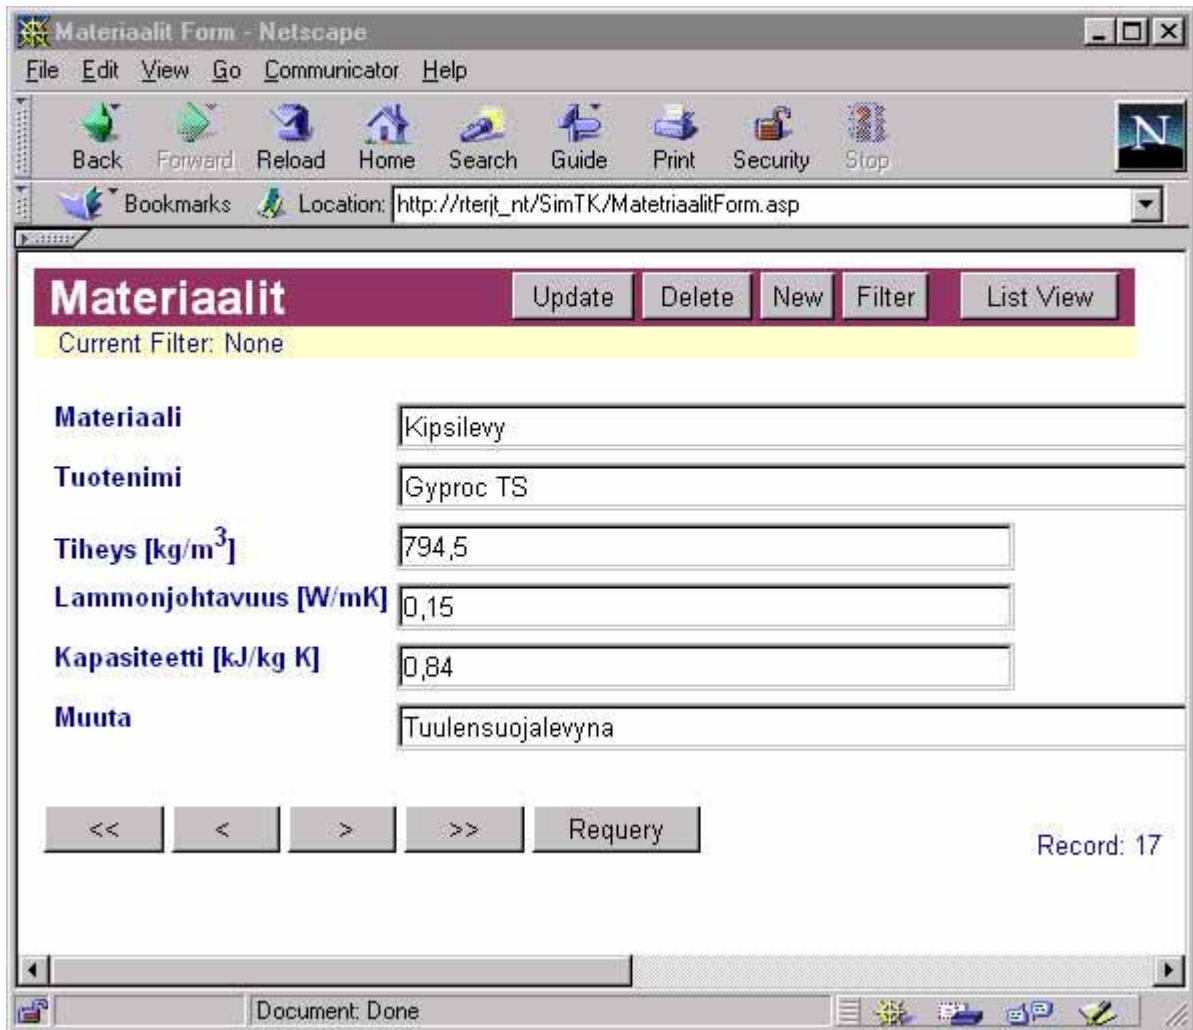 Materiaalit Form - Netscape
File Edit View Go Communicator Help
Back Forward Reload Home Search Guide Print Security Stop
N
Bookmarks Location: http://rterjt_nt/SimTK/MatetriaalitForm.asp
Materiaalit Update Delete New Filter List View
Current Filter: None
Materiaali Kipsilevy
Tuotenimi Gyproc TS
Tiheys [kg/m³] 794,5
Lammonjohtavuus [W/mK] 0,15
Kapasiteetti [kJ/kg K] 0,84
Muuta Tuulensuojalevyna
<< < > >> Requery
Record: 17
Document: Done